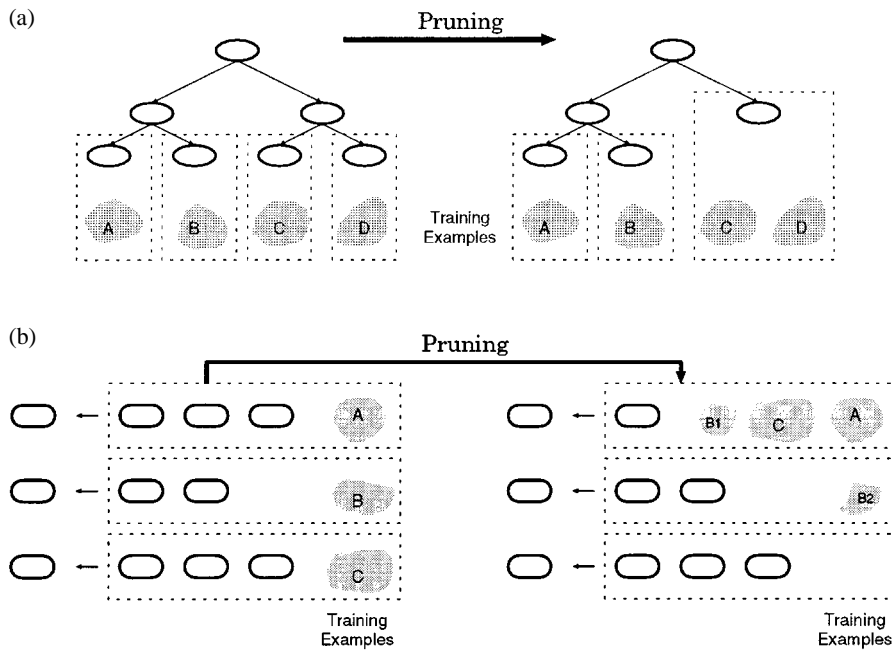 (a)
Pruning
A
B
C
D
Training
Examples
A
B
C
D
(b)
Pruning
A
B1
C
A
B
B2
C
Training
Examples
Training
Examples